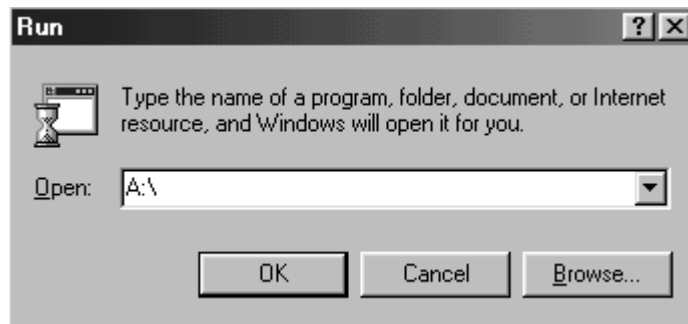 Run
Type the name of a program, folder, document, or Internet
resource, and Windows will open it for you.
Open: A:\
OK Cancel Browse...